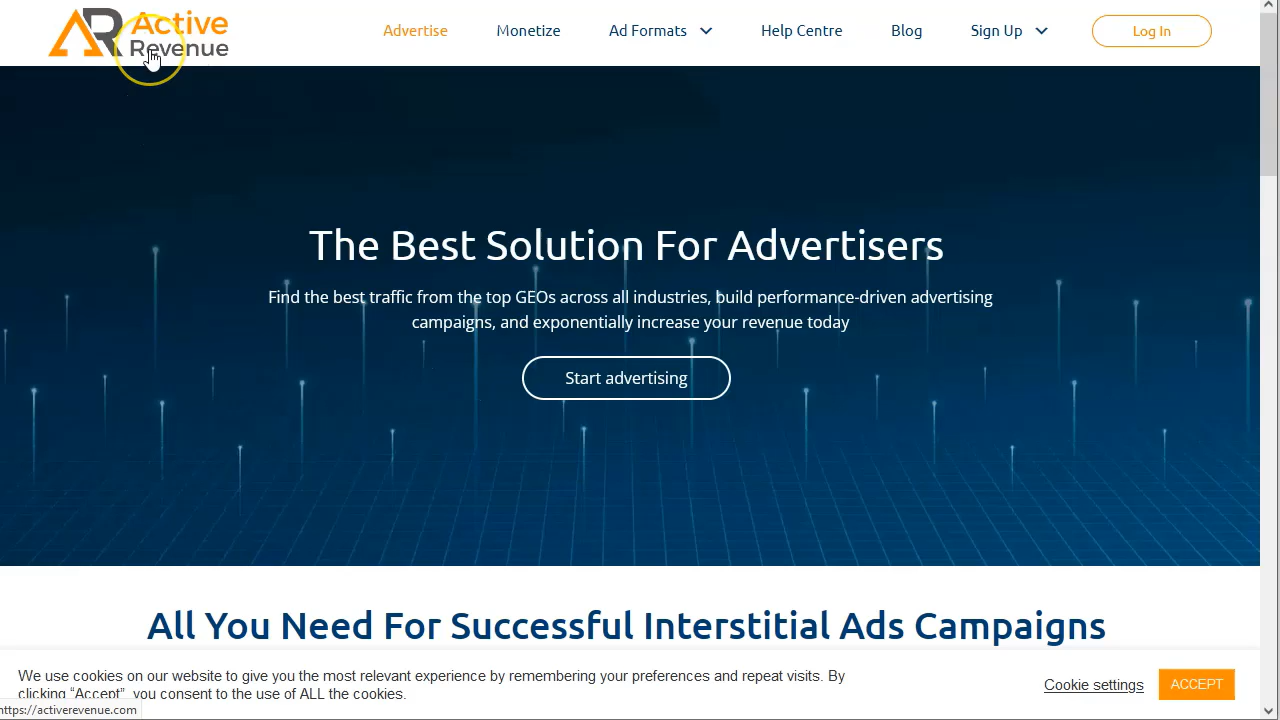 AR Active
Revenue
Advertise Monetize Ad Formats Help Centre Blog Sign Up Log In
The Best Solution For Advertisers
Find the best traffic from the top GEOs across all industries, build performance-driven advertising
campaigns, and exponentially increase your revenue today
Start advertising
All You Need For Successful Interstitial Ads Campaigns
We use cookies on our website to give you the most relevant experience by remembering your preferences and repeat visits. By
clicking “Accept”, you consent to the use of ALL the cookies.
Cookie settings ACCEPT
https://activerevenue.com